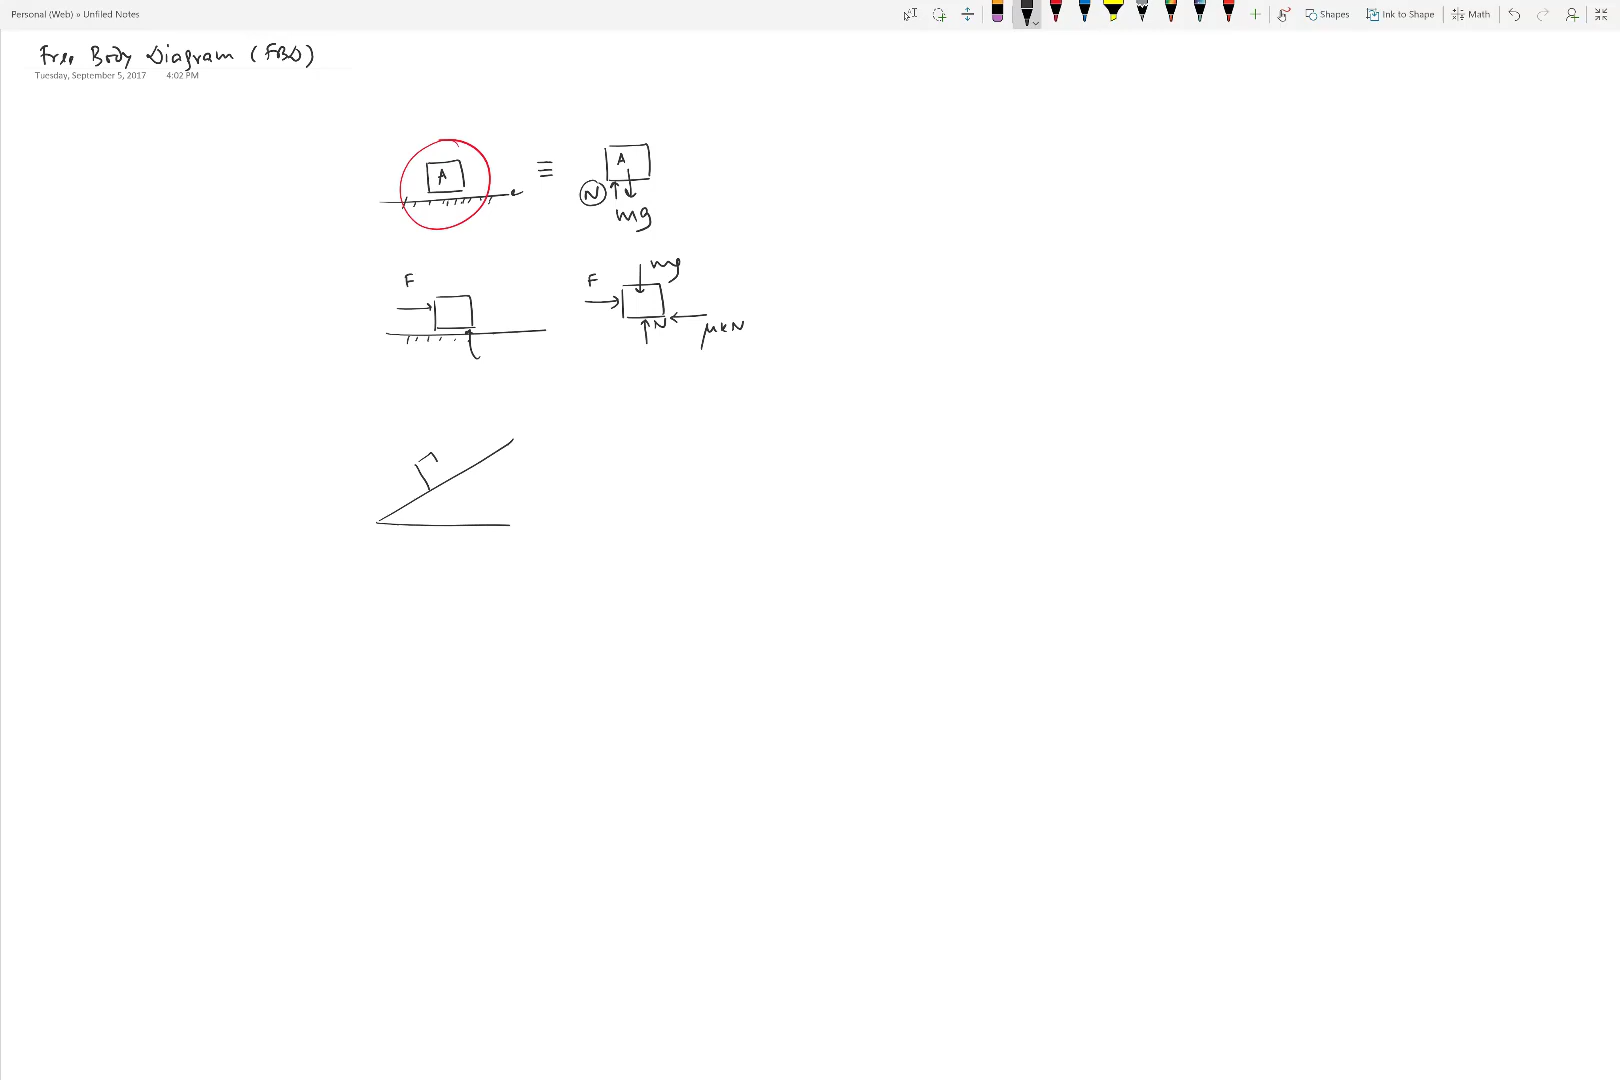 Personal (Web) » Unfiled Notes
Shapes
Ink to Shape
Math
Free Body Diagram (FBD)
Tuesday, September 5, 2017 4:02 PM
A
≡
A
N
mg
F
F
mg
N
μkN